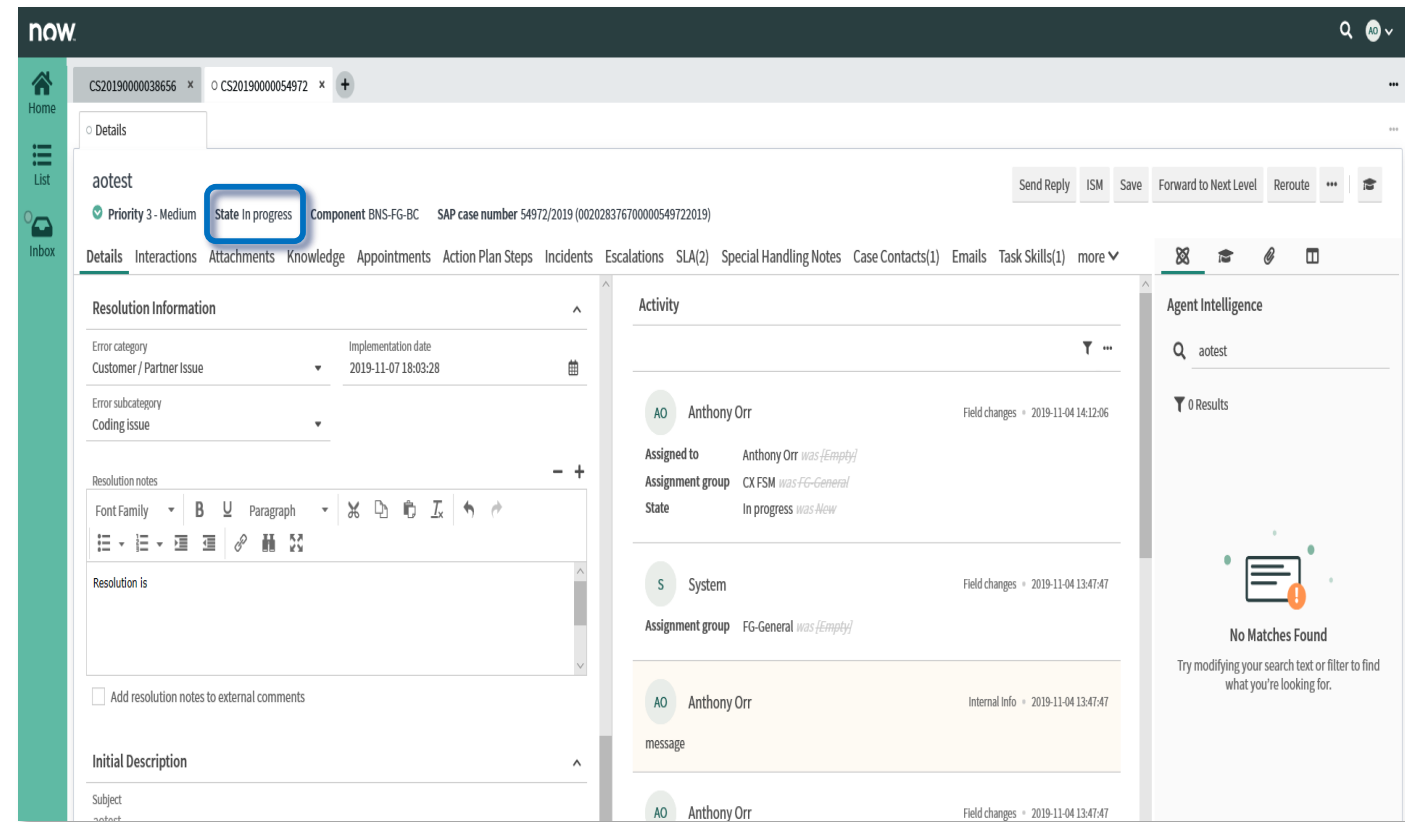 now.
AO
Home
List
Inbox
CS20190000038656 ×
CS20190000054972 ×
+
Details
aotest
Priority 3 - Medium State In progress Component BNS-FG-BC SAP case number 54972/2019 (002028376700000549722019)
Send Reply ISM Save Forward to Next Level Reroute
Details Interactions Attachments Knowledge Appointments Action Plan Steps Incidents Escalations SLA(2) Special Handling Notes Case Contacts(1) Emails Task Skills(1) more
Resolution Information
Error category
Customer / Partner Issue
Implementation date
2019-11-07 18:03:28
Error subcategory
Coding issue
Resolution notes
Font Family B U Paragraph
Resolution is
Add resolution notes to external comments
Initial Description
Subject
aotest
Activity
AO Anthony Orr Field changes • 2019-11-04 14:12:06
Assigned to Anthony Orr was [Empty]
Assignment group CX FSM was FG-General
State In progress was New
S System Field changes • 2019-11-04 13:47:47
Assignment group FG-General was [Empty]
AO Anthony Orr Internal Info • 2019-11-04 13:47:47
message
AO Anthony Orr Field changes • 2019-11-04 13:47:47
Agent Intelligence
aotest
0 Results
No Matches Found
Try modifying your search text or filter to find
what you're looking for.